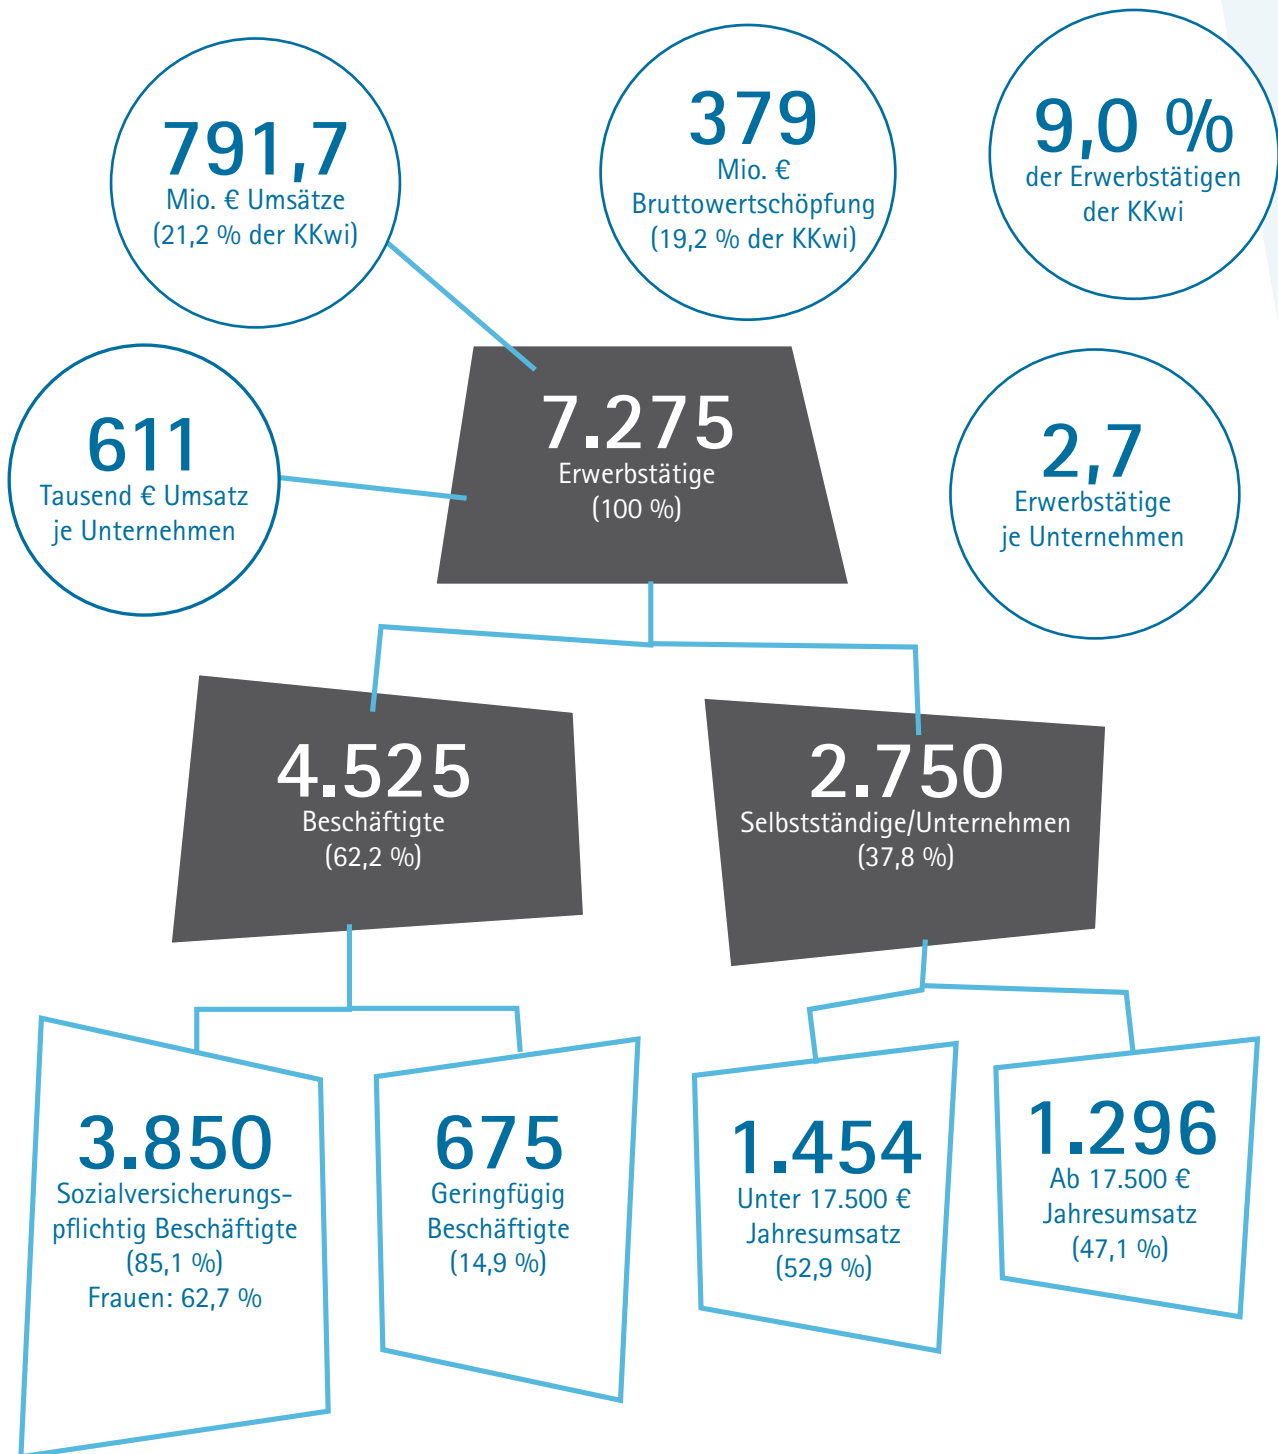 791,7
Mio. € Umsätze
(21,2 % der KKwi)
379
Mio. €
Bruttowertschöpfung
(19,2 % der KKwi)
9,0 %
der Erwerbstätigen
der KKwi
611
Tausend € Umsatz
je Unternehmen
7.275
Erwerbstätige
(100 %)
2,7
Erwerbstätige
je Unternehmen
4.525
Beschäftigte
(62,2 %)
2.750
Selbstständige/Unternehmen
(37,8 %)
3.850
Sozialversicherungs-
pflichtig Beschäftigte
(85,1 %)
Frauen: 62,7 %
675
Geringfügig
Beschäftigte
(14,9 %)
1.454
Unter 17.500 €
Jahresumsatz
(52,9 %)
1.296
Ab 17.500 €
Jahresumsatz
(47,1 %)